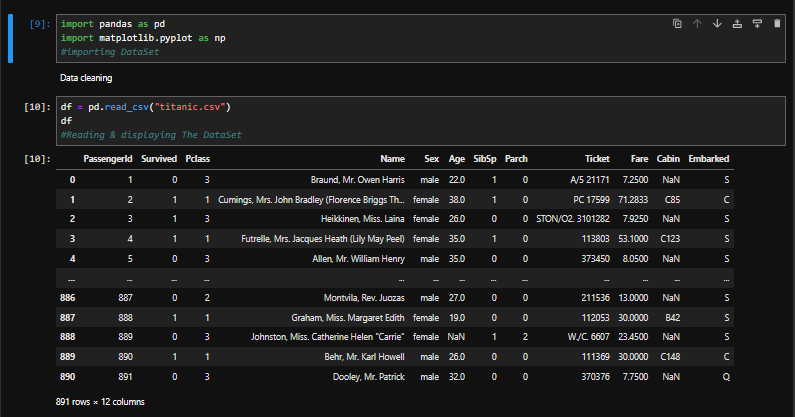 [9]: import pandas as pd
import matplotlib.pyplot as np
#importing DataSet
Data cleaning
[10]: df = pd.read_csv("titanic.csv")
df
#Reading & displaying The DataSet
[10]: PassengerId Survived Pclass Name Sex Age SibSp Parch Ticket Fare Cabin Embarked
0 1 0 3 Braund, Mr. Owen Harris male 22.0 1 0 A/5 21171 7.2500 NaN S
1 2 1 1 Cumings, Mrs. John Bradley (Florence Briggs Th... female 38.0 1 0 PC 17599 71.2833 C85 C
2 3 1 3 Heikkinen, Miss. Laina female 26.0 0 0 STON/O2. 3101282 7.9250 NaN S
3 4 1 1 Futrelle, Mrs. Jacques Heath (Lily May Peel) female 35.0 1 0 113803 53.1000 C123 S
4 5 0 3 Allen, Mr. William Henry male 35.0 0 0 373450 8.0500 NaN S
... ... ... ... ... ... ... ... ... ... ... ... ...
886 887 0 2 Montvila, Rev. Juozas male 27.0 0 0 211536 13.0000 NaN S
887 888 1 1 Graham, Miss. Margaret Edith female 19.0 0 0 112053 30.0000 B42 S
888 889 0 3 Johnston, Miss. Catherine Helen "Carrie" female NaN 1 2 W./C. 6607 23.4500 NaN S
889 890 1 1 Behr, Mr. Karl Howell male 26.0 0 0 111369 30.0000 C148 C
890 891 0 3 Dooley, Mr. Patrick male 32.0 0 0 370376 7.7500 NaN Q
891 rows × 12 columns